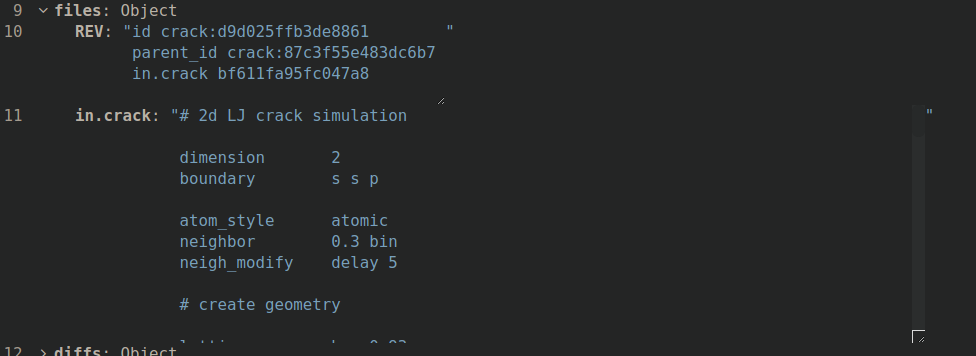 9 files: Object
10 REV: "id crack:d9d025ffb3de8861 "
parent_id crack:87c3f55e483dc6b7
in.crack bf611fa95fc047a8
11 in.crack: "# 2d LJ crack simulation "
dimension 2
boundary s s p
atom_style atomic
neighbor 0.3 bin
neigh_modify delay 5
# create geometry
12 diffs: Object